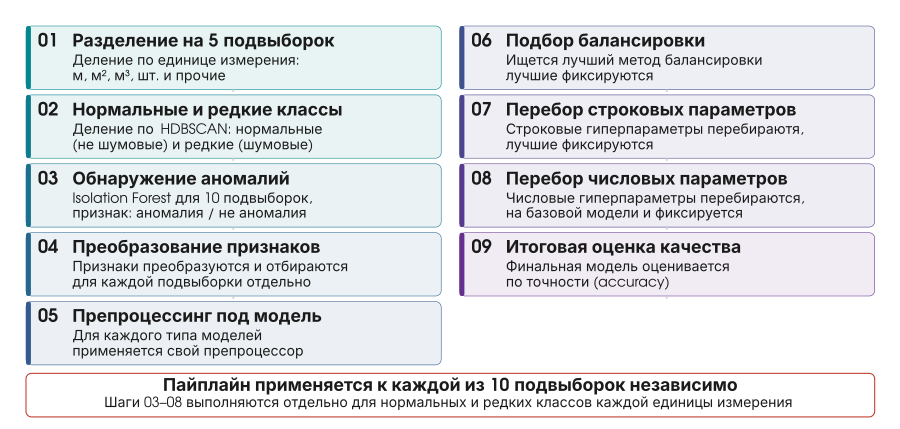 01 Разделение на 5 подвыборок
Деление по единице измерения:
м, м², м³, шт. и прочие
02 Нормальные и редкие классы
Деление по HDBSCAN: нормальные
(не шумовые) и редкие (шумовые)
03 Обнаружение аномалий
Isolation Forest для 10 подвыборок,
признак: аномалия / не аномалия
04 Преобразование признаков
Признаки преобразуются и отбираются
для каждой подвыборки отдельно
05 Препроцессинг под модель
Для каждого типа моделей
применяется свой препроцессор
06 Подбор балансировки
Ищется лучший метод балансировки
лучшие фиксируются
07 Перебор строковых параметров
Строковые гиперпараметры перебираютя,
лучшие фиксируются
08 Перебор числовых параметров
Числовые гиперпараметры перебираются,
на базовой модели и фиксируется
09 Итоговая оценка качества
Финальная модель оценивается
по точности (accuracy)
Пайплайн применяется к каждой из 10 подвыборок независимо
Шаги 03–08 выполняются отдельно для нормальных и редких классов каждой единицы измерения